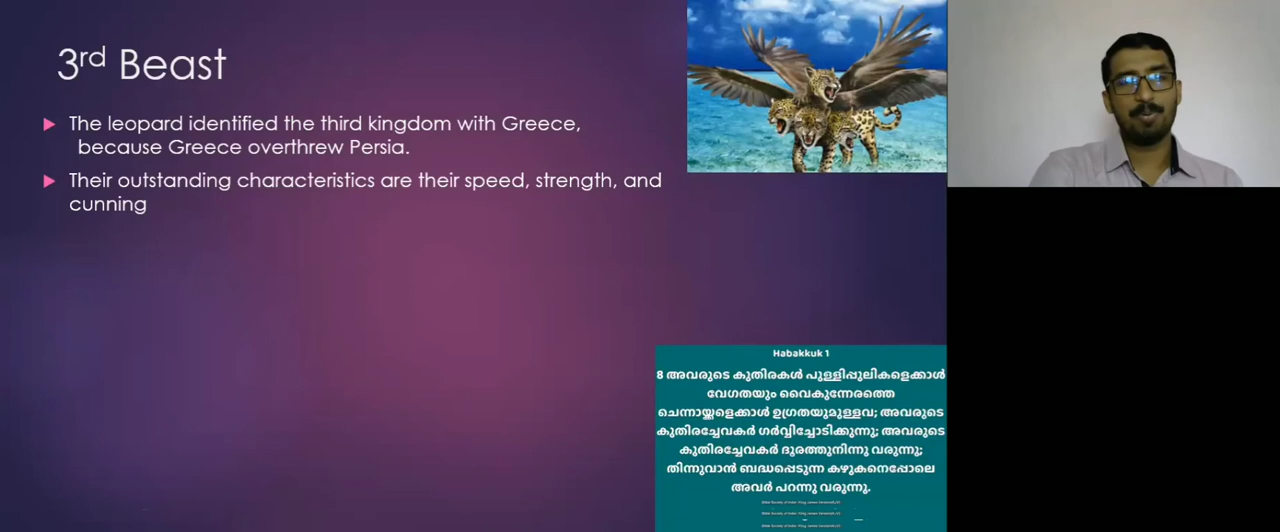 3rd Beast
The leopard identified the third kingdom with Greece,
because Greece overthrew Persia.
Their outstanding characteristics are their speed, strength, and
cunning
Habakkuk 1
8 അവരുടെ കുതിരകൾ പുള്ളിപ്പുലികളെക്കാൾ
വേഗതയും വൈകുന്നേരത്തെ
ചെന്നായ്ക്കളെക്കാൾ ഉഗ്രതയുമുള്ളവ; അവരുടെ
കുതിരച്ചേവകർ ഗർവ്വിച്ചോടിക്കുന്നു; അവരുടെ
കുതിരച്ചേവകർ ദൂരത്തുനിന്നു വരുന്നു;
തിന്നുവാൻ ബദ്ധപ്പെടുന്ന കഴുകനെപ്പോലെ
അവർ പറന്നു വരുന്നു.